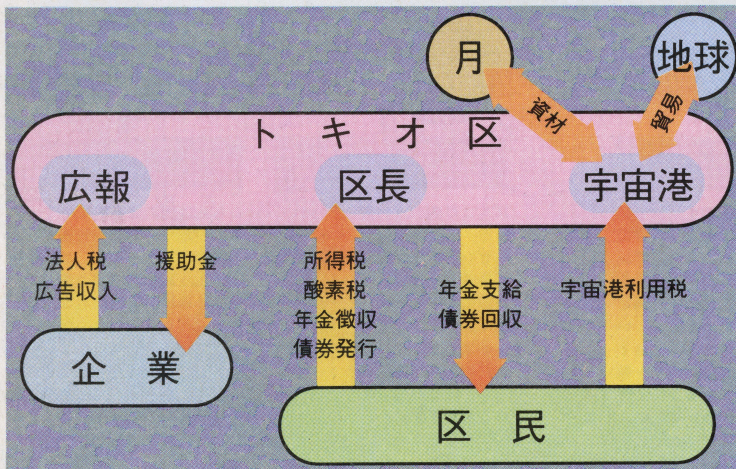 月
地球
資材
貿易
トキオ区
広報
区長
宇宙港
法人税
広告収入
援助金
所得税
酸素税
年金徴収
債券発行
年金支給
債券回収
宇宙港利用税
企業
区民